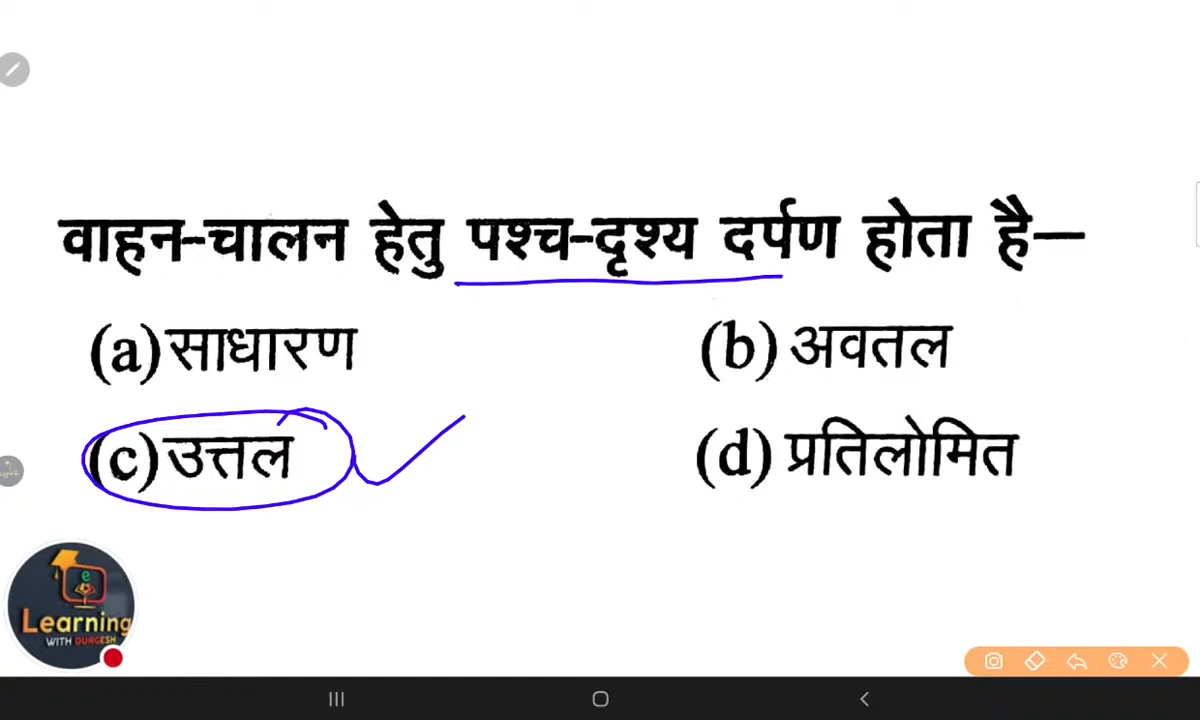 वाहन-चालन हेतु पश्च-दृश्य दर्पण होता है—
(a) साधारण (b) अवतल
(c) उत्तल (d) प्रतिलोमित
e
Learning
WITH DURGESH